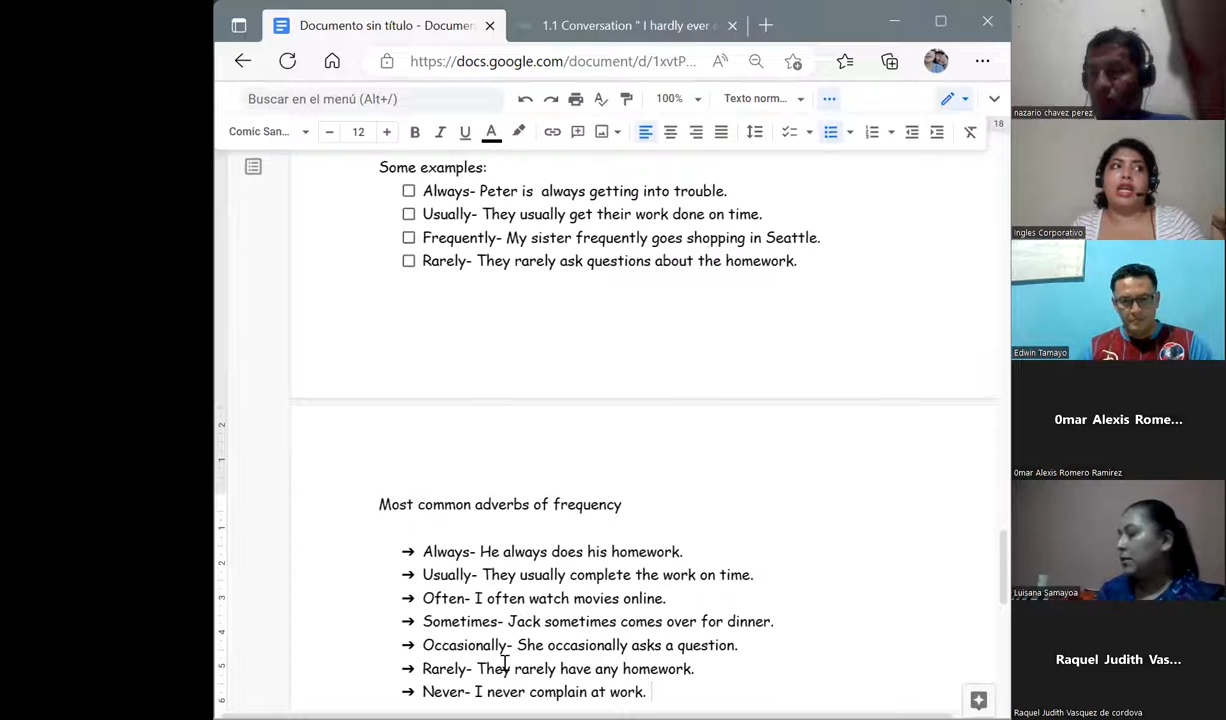 Documento sin título - Documen
1.1 Conversation " I hardly ever e
https://docs.google.com/document/d/1xvtP...
Buscar en el menú (Alt+/)
100%
Texto norm...
Comic San...
12
18
Some examples:
Always- Peter is always getting into trouble.
Usually- They usually get their work done on time.
Frequently- My sister frequently goes shopping in Seattle.
Rarely- They rarely ask questions about the homework.
Most common adverbs of frequency
Always- He always does his homework.
Usually- They usually complete the work on time.
Often- I often watch movies online.
Sometimes- Jack sometimes comes over for dinner.
Occasionally- She occasionally asks a question.
Rarely- They rarely have any homework.
Never- I never complain at work.
nazario chavez perez
Ingles Corporativo
Edwin Tamayo
0mar Alexis Rome...
0mar Alexis Romero Ramirez
Luisana Samayoa
Raquel Judith Vas...
Raquel Judith Vasquez de cordova